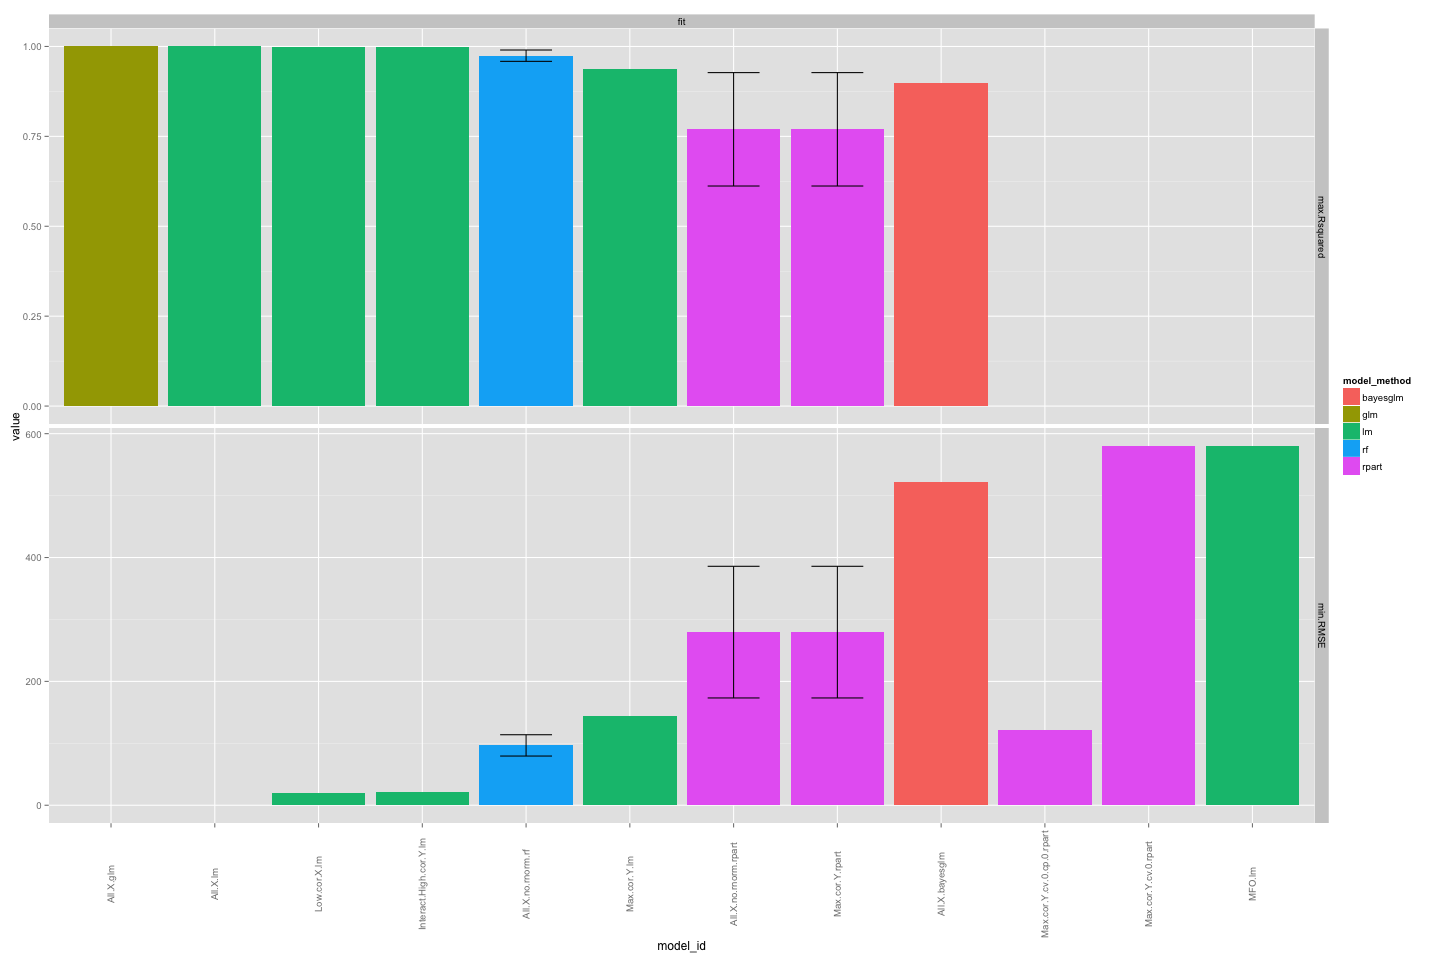 fit
1.00
0.75
0.50
0.25
0.00
max.Rsquared
value
600
400
200
0
min.RMSE
All.X.glm
All.X.lm
Low.cor.X.lm
Interact.High.cor.Y.lm
All.X.no.rnorm.rf
Max.cor.Y.lm
All.X.no.rnorm.rpart
Max.cor.Y.rpart
All.X.bayesglm
Max.cor.Y.cv.0.cp.0.rpart
Max.cor.Y.cv.0.rpart
MFO.lm
model_id
model_method
bayesglm
glm
lm
rf
rpart